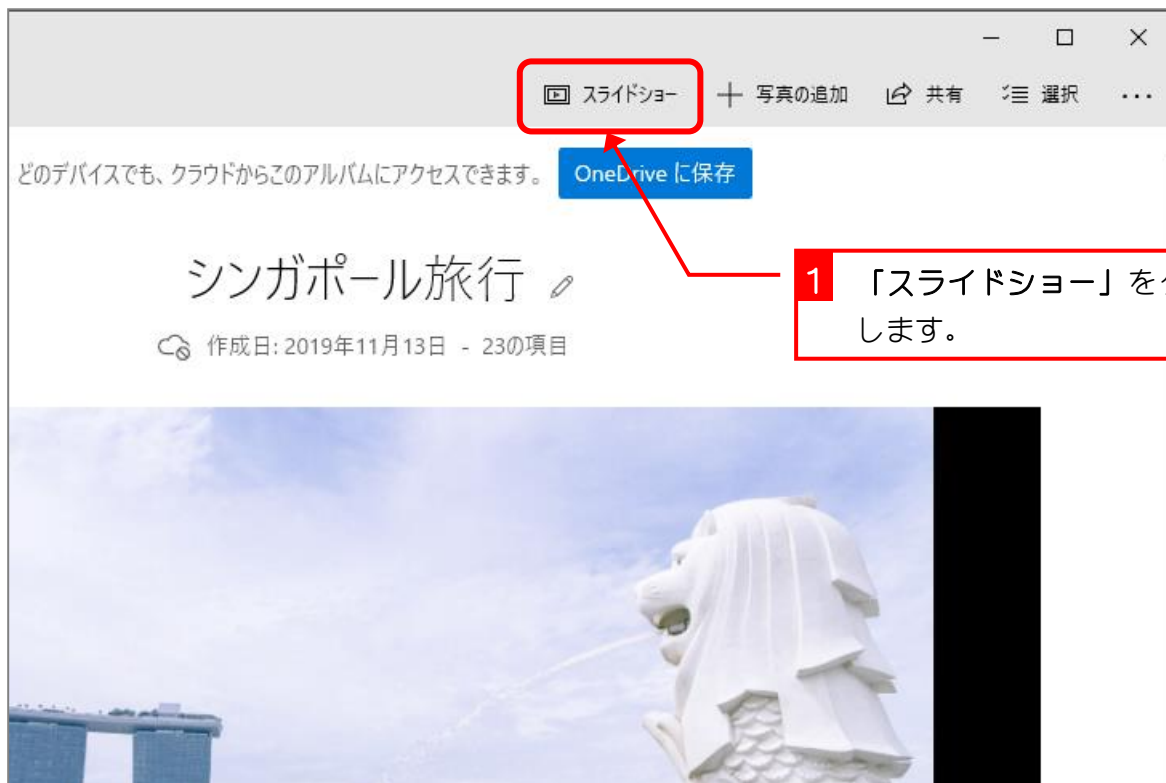 スライドショー 写真の追加 共有 選択 ...
どのデバイスでも、クラウドからこのアルバムにアクセスできます。 OneDrive に保存
シンガポール旅行
1 「スライドショー」を
します。
作成日: 2019年11月13日 - 23の項目